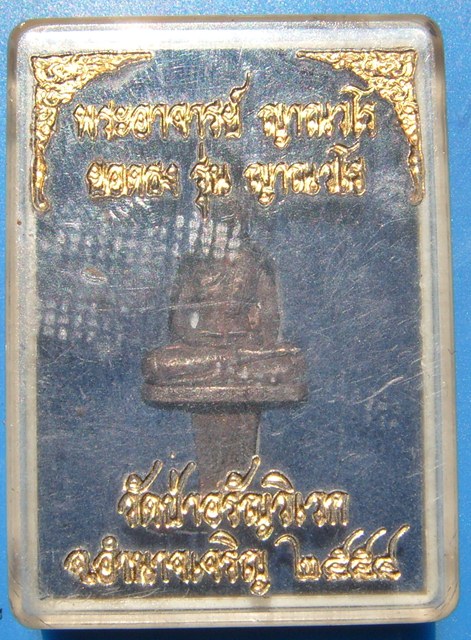 พระอาจารย์ ญาณวโร
ยอดธง รุ่น ญาณวโร
วัดป่าอรัญวิเวก
จ.อำนาจเจริญ ๒๕๕๔